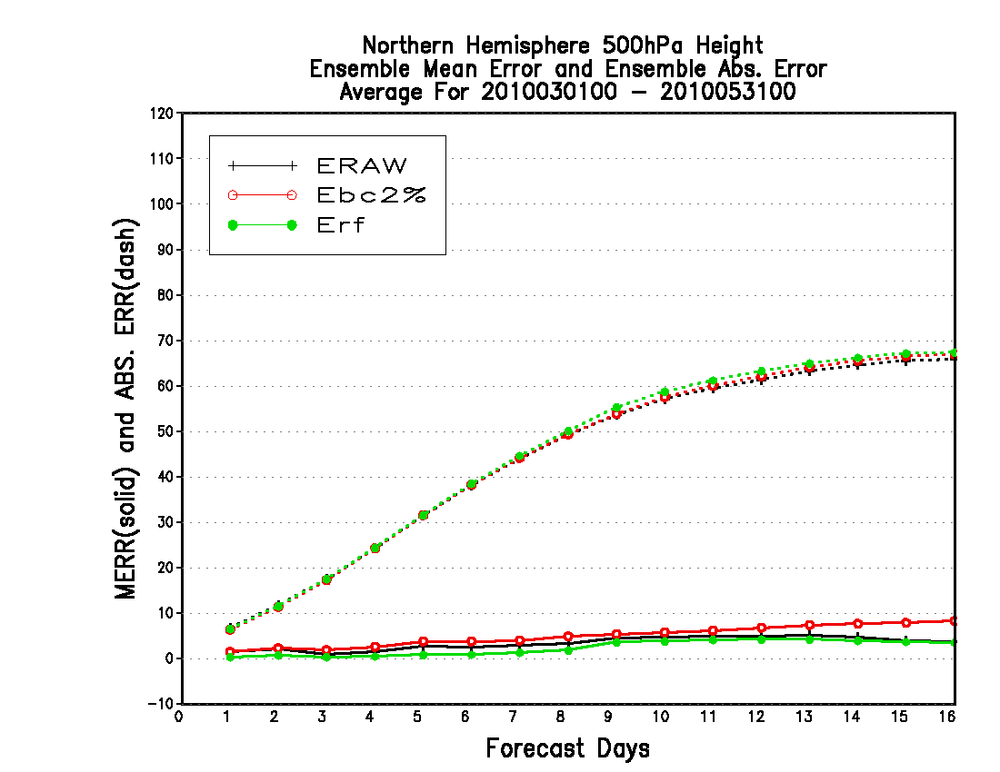 Northern Hemisphere 500hPa Height
Ensemble Mean Error and Ensemble Abs. Error
Average For 2010030100 - 2010053100
MERR(solid) and ABS. ERR(dash)
120
110
100
90
80
70
60
50
40
30
20
10
0
-10
ERAW
Ebc2%
Erf
0 1 2 3 4 5 6 7 8 9 10 11 12 13 14 15 16
Forecast Days